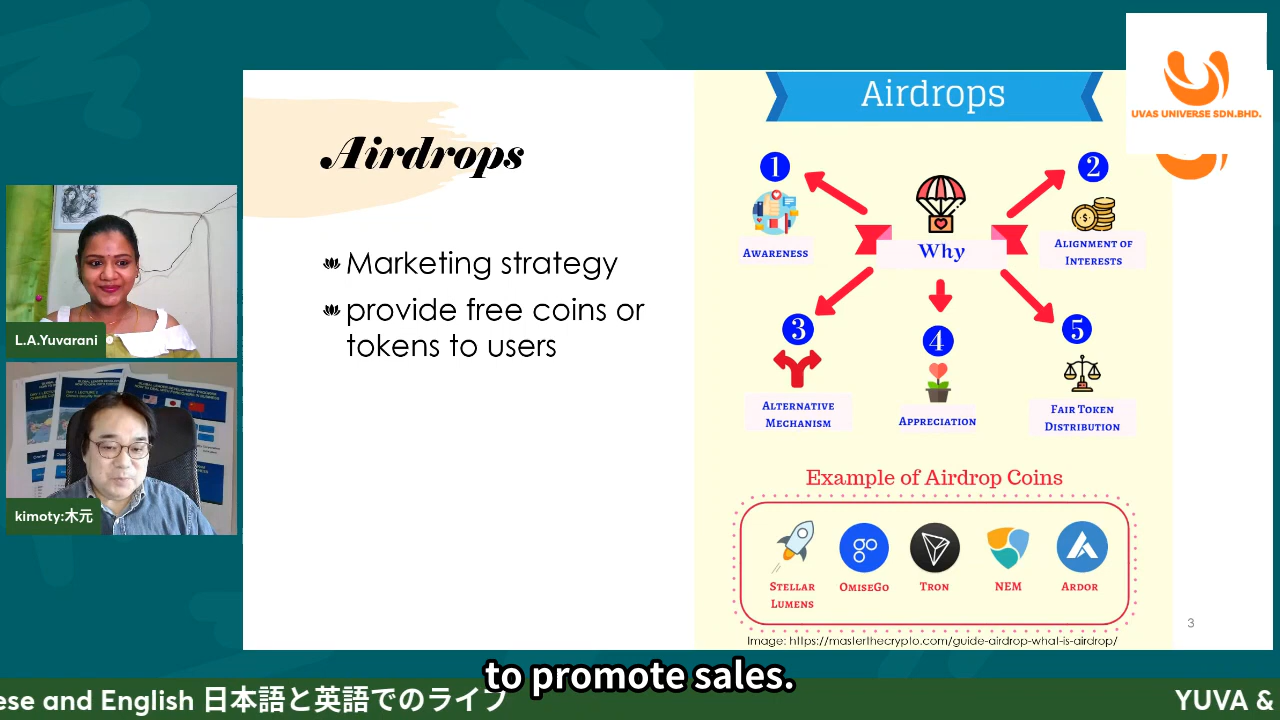 Airdrops
Marketing strategy
provide free coins or
tokens to users
Airdrops
1
2
AWARENESS
Why
ALIGNMENT OF
INTERESTS
3
4
5
ALTERNATIVE
MECHANISM
APPRECIATION
FAIR TOKEN
DISTRIBUTION
Example of Airdrop Coins
STELLAR
LUMENS
OMISEGO
TRON
NEM
ARDOR
Image: https://masterthecrypto.com/guide-airdrop-what-is-airdrop/
3
UVAS UNIVERSE SDN.BHD.
L.A.Yuvarani
kimoty:木元
to promote sales.
ese and English 日本語と英語でのライブ
YUVA &